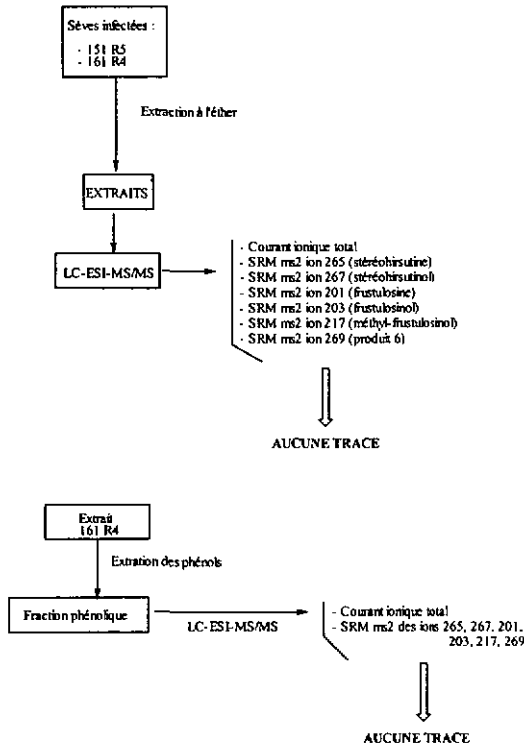 Sèves infectées :
- 151 R5
- 161 R4
Extraction à l'éther
EXTRAITS
LC-ESI-MS/MS
- Courant ionique total
- SRM ms2 ion 265 (stéréohirsutine)
- SRM ms2 ion 267 (stéréohirsutinol)
- SRM ms2 ion 201 (frustulosine)
- SRM ms2 ion 203 (frustulosinol)
- SRM ms2 ion 217 (méthyl-frustulosinol)
- SRM ms2 ion 269 (produit 6)
AUCUNE TRACE
Extrait
161 R4
Extration des phénols
Fraction phénolique
LC-ESI-MS/MS
- Courant ionique total
- SRM ms2 des ions 265, 267, 201,
203, 217, 269
AUCUNE TRACE